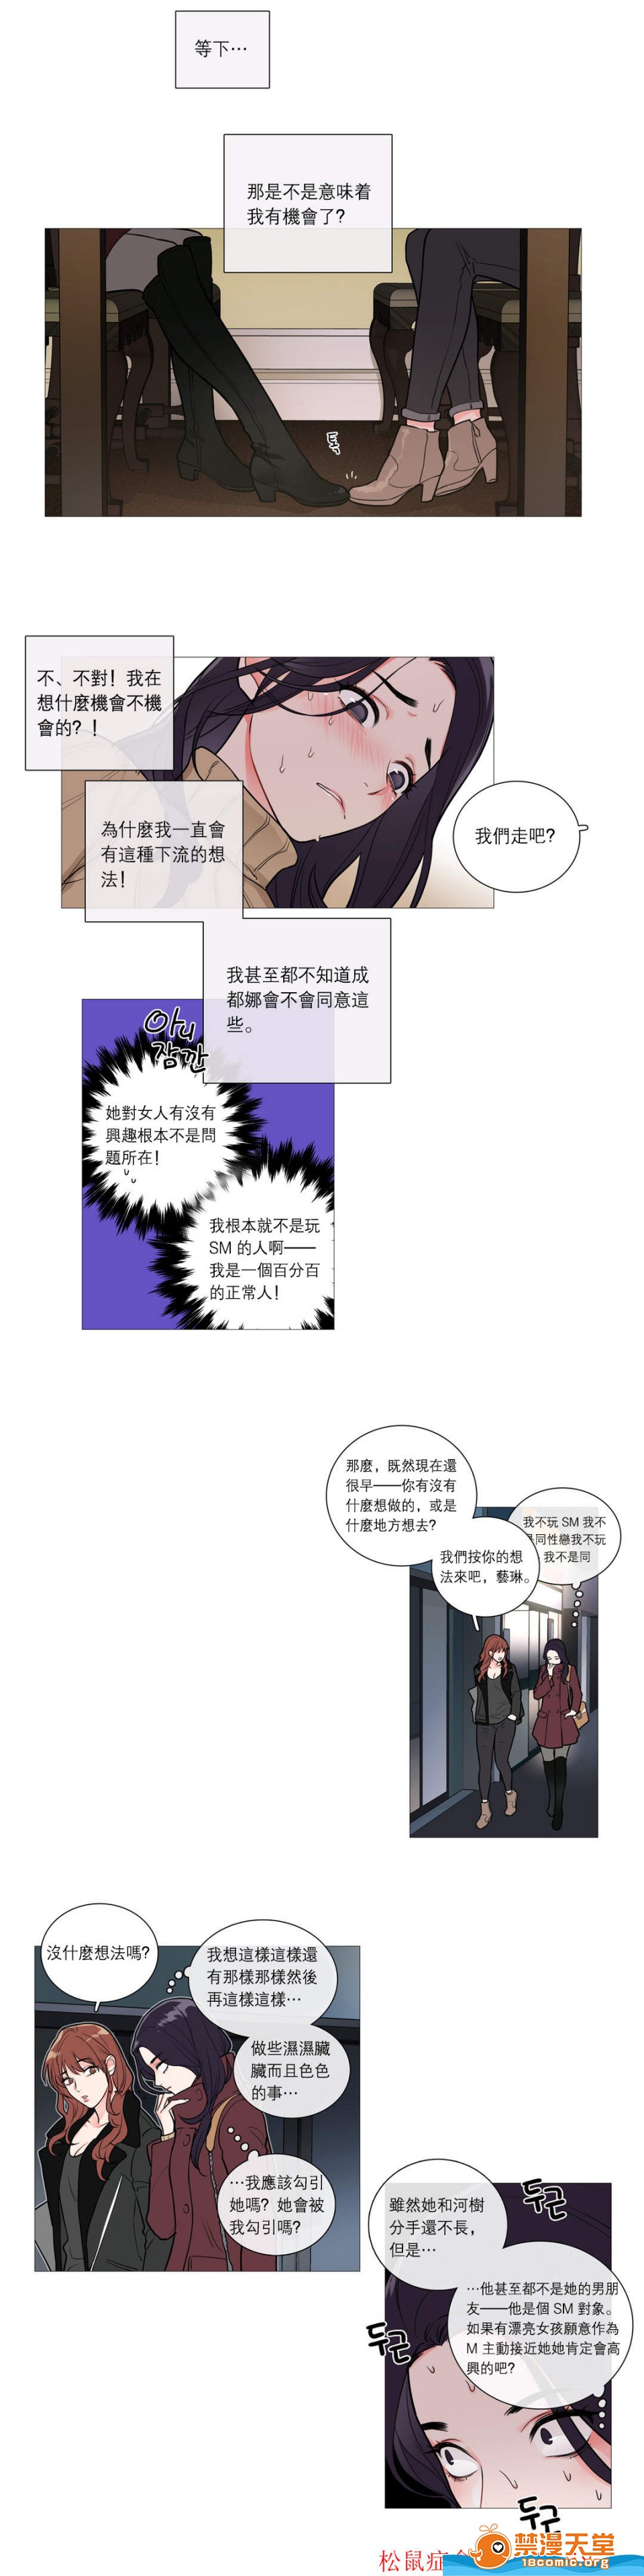 等下…
那是不是意味着
我有機會了?
툭
不、不對!我在
想什麼機會不機
會的?!
為什麼我一直會
有這種下流的想
法!
我們走吧?
我甚至都不知道成
都娜會不會同意這
些。
아니
잠깐
她對女人有沒有
興趣根本不是問
題所在!
我根本就不是玩
SM 的人啊——
我是一個百分百
的正常人!
那麼,既然現在還
很早——你有沒有
什麼想做的,或是
什麼地方想去?
我們按你的想
法來吧,藝琳。
我不玩 SM 我不
是同性戀我不玩
我不是同
沒什麼想法嗎?
我想這樣這樣還
有那樣那樣然後
再這樣這樣…
做些濕濕臟
臟而且色色
的事…
…我應該勾引
她嗎?她會被
我勾引嗎?
두근
雖然她和河樹
分手還不長,
但是…
…他甚至都不是她的男朋
友——他是個 SM 對象。
如果有漂亮女孩願意作為
M 主動接近她她肯定會高
興的吧?
두근
두근
松鼠症
禁漫天堂
18comic.org